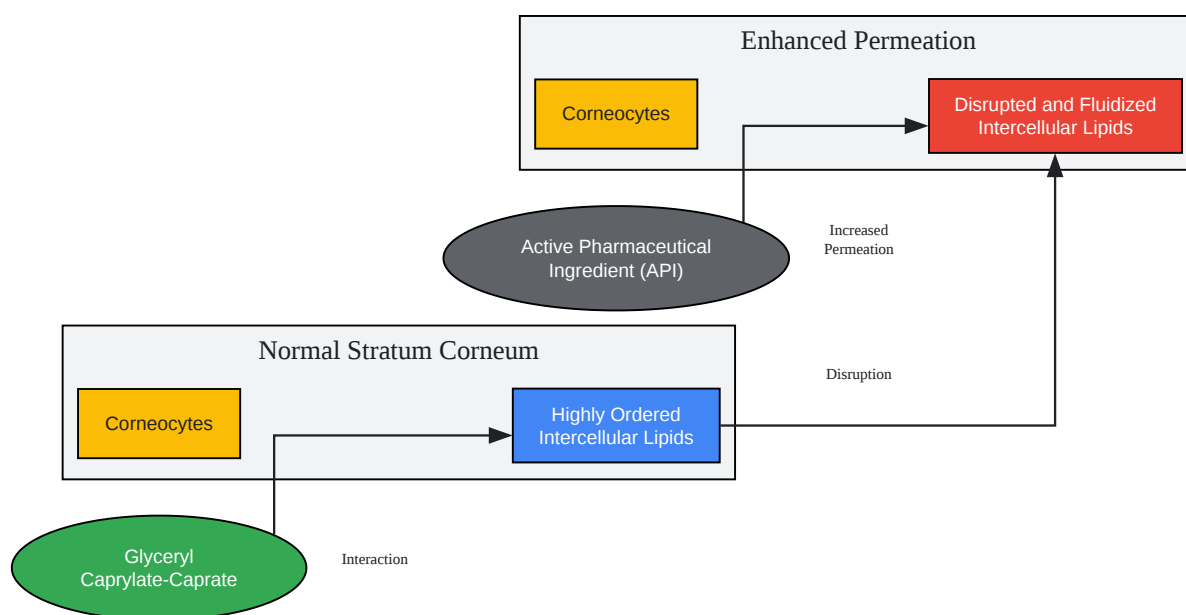 Enhanced Permeation
Corneocytes
Disrupted and Fluidized
Intercellular Lipids
Active Pharmaceutical
Ingredient (API)
Increased
Permeation
Normal Stratum Corneum
Corneocytes
Highly Ordered
Intercellular Lipids
Disruption
Glyceryl
Caprylate-Caprate
Interaction